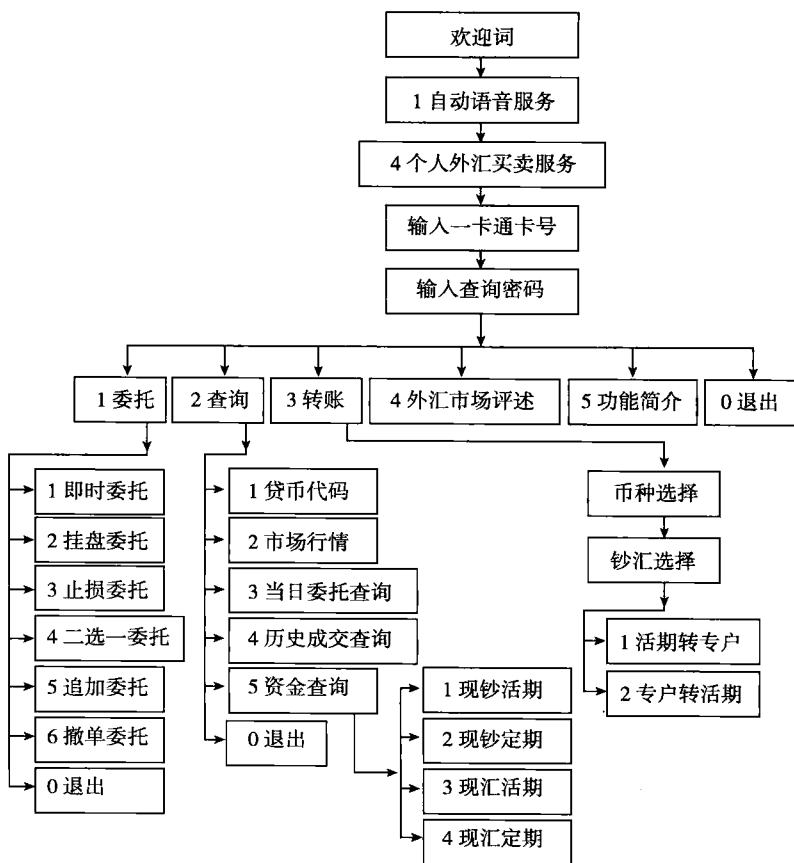 欢迎词
1 自动语音服务
4 个人外汇买卖服务
输入一卡通卡号
输入查询密码
1 委托
2 查询
3 转账
4 外汇市场评述
5 功能简介
0 退出
1 即时委托
2 挂盘委托
3 止损委托
4 二选一委托
5 追加委托
6 撤单委托
0 退出
1 货币代码
2 市场行情
3 当日委托查询
4 历史成交查询
5 资金查询
0 退出
1 现钞活期
2 现钞定期
3 现汇活期
4 现汇定期
币种选择
钞汇选择
1 活期转专户
2 专户转活期